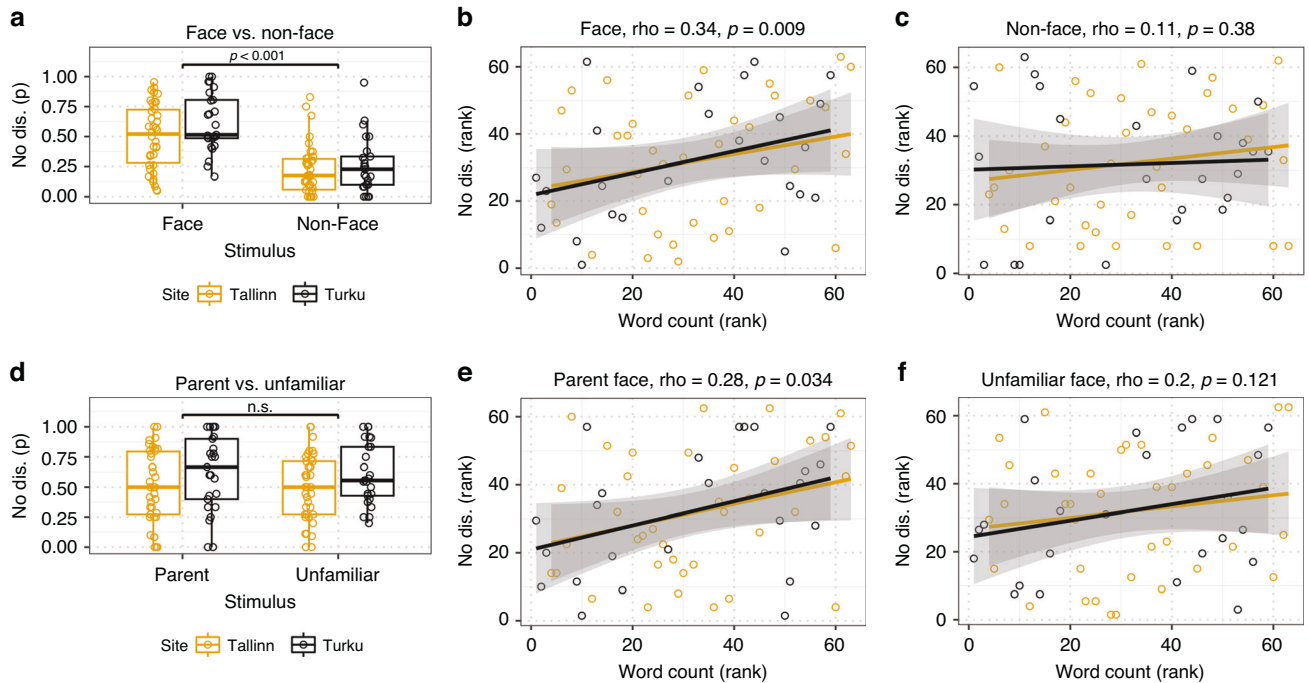 a
Face vs. non-face
p < 0.001
No dis. (p)
1.00
0.75
0.50
0.25
0.00
Face
Non-Face
Stimulus
Site
Tallinn
Turku
b
Face, rho = 0.34, p = 0.009
No dis. (rank)
60
40
20
0
0
20
40
60
Word count (rank)
c
Non-face, rho = 0.11, p = 0.38
No dis. (rank)
60
40
20
0
0
20
40
60
Word count (rank)
d
Parent vs. unfamiliar
n.s.
No dis. (p)
1.00
0.75
0.50
0.25
0.00
Parent
Unfamiliar
Stimulus
Site
Tallinn
Turku
e
Parent face, rho = 0.28, p = 0.034
No dis. (rank)
60
40
20
0
0
20
40
60
Word count (rank)
f
Unfamiliar face, rho = 0.2, p = 0.121
No dis. (rank)
60
40
20
0
0
20
40
60
Word count (rank)